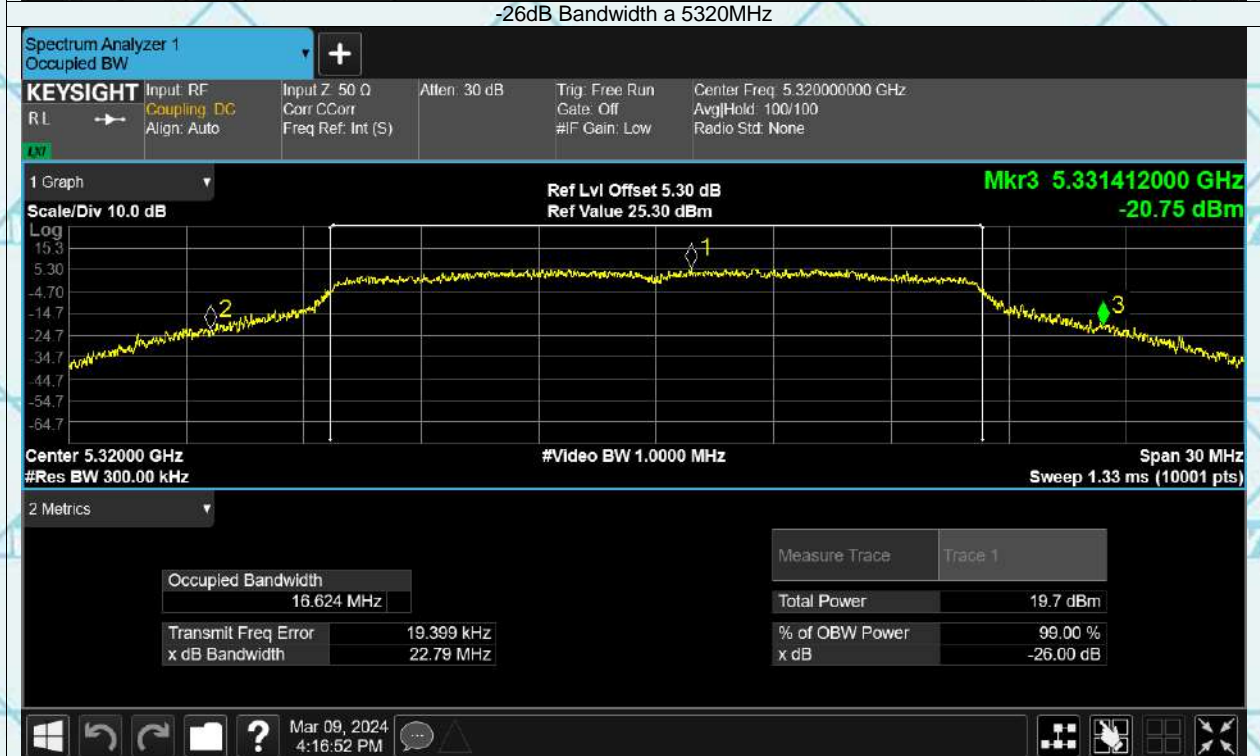 -26dB Bandwidth a 5320MHz
Spectrum Analyzer 1
Occupied BW
+
KEYSIGHT
R L
LXI
Input: RF
Coupling: DC
Align: Auto
Input Z: 50 Ω
Corr CCorr
Freq Ref: Int (S)
Atten: 30 dB
Trig: Free Run
Gate: Off
#IF Gain: Low
Center Freq: 5.320000000 GHz
Avg|Hold: 100/100
Radio Std: None
1 Graph
Scale/Div 10.0 dB
Ref Lvl Offset 5.30 dB
Ref Value 25.30 dBm
Mkr3 5.331412000 GHz
-20.75 dBm
Log
15.3
5.30
-4.70
-14.7
-24.7
-34.7
-44.7
-54.7
-64.7
1
2
3
Center 5.32000 GHz
#Video BW 1.0000 MHz
Span 30 MHz
#Res BW 300.00 kHz
Sweep 1.33 ms (10001 pts)
2 Metrics
Measure Trace
Trace 1
Occupied Bandwidth
16.624 MHz
Total Power
19.7 dBm
Transmit Freq Error
19.399 kHz
% of OBW Power
99.00 %
x dB Bandwidth
22.79 MHz
x dB
-26.00 dB
?
Mar 09, 2024
4:16:52 PM